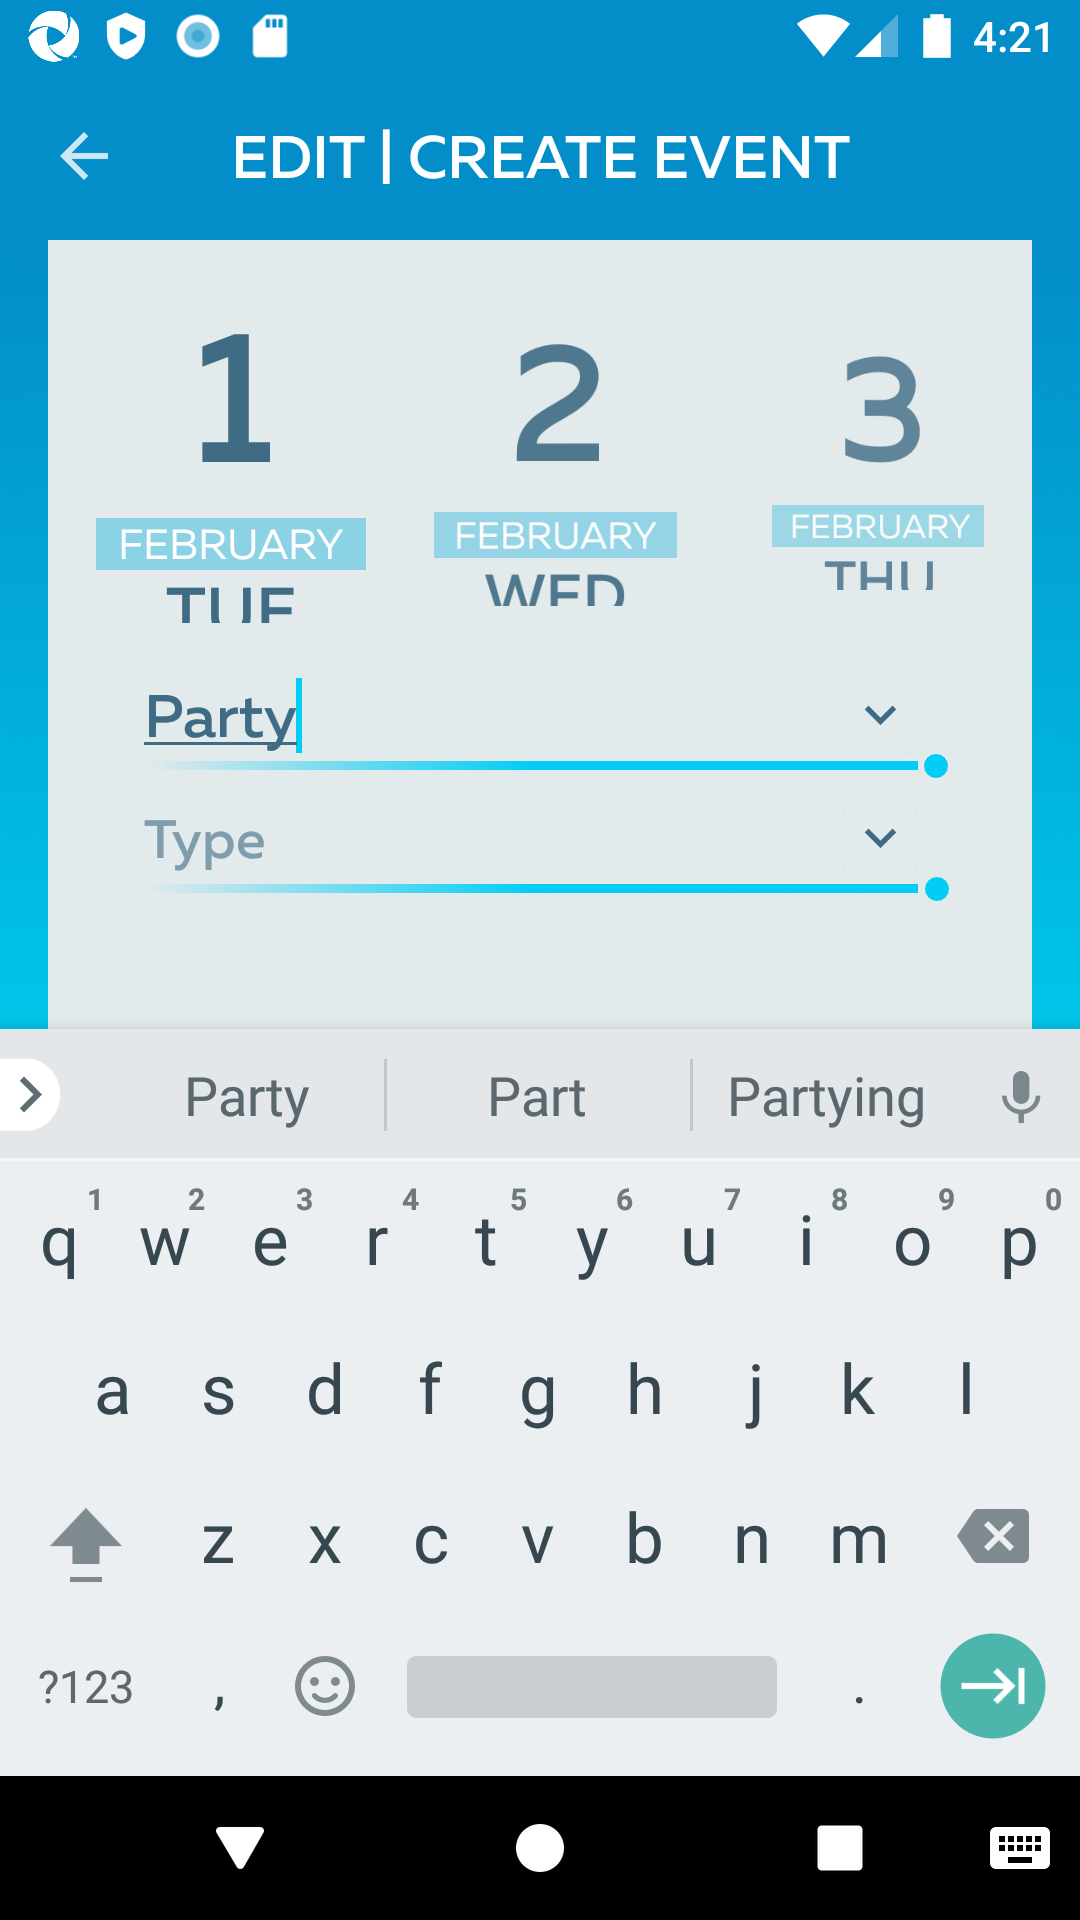 4:21
EDIT | CREATE EVENT
1 2 3
FEBRUARY FEBRUARY FEBRUARY
TUE WED THU
Party
Type
Party Part Partying
1 2 3 4 5 6 7 8 9 0
q w e r t y u i o p
a s d f g h j k l
z x c v b n m
?123 , .